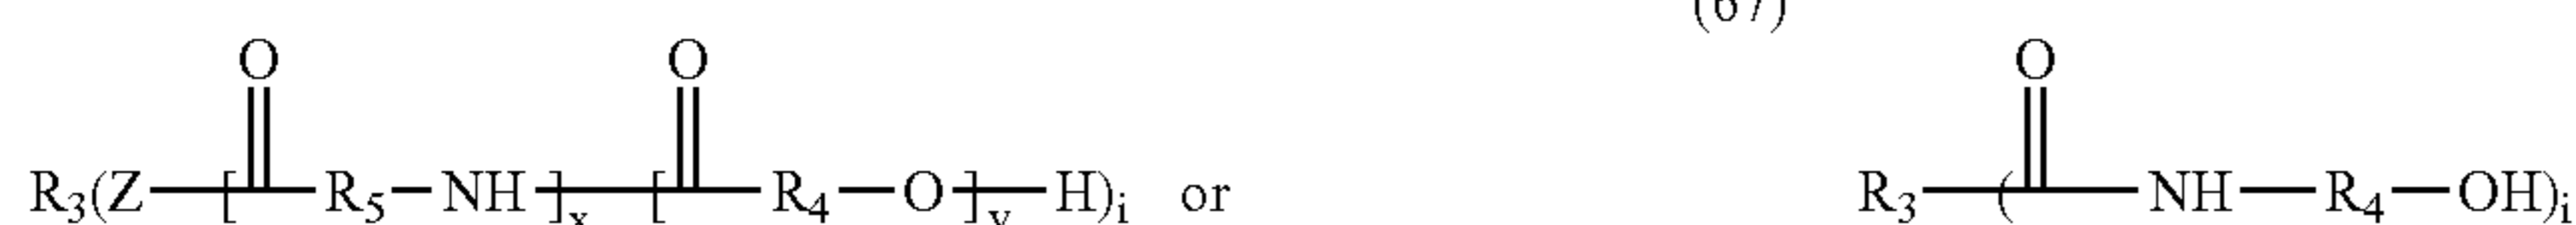 (67)
O O O
R₃(Z—[—R₅—NH—]ₓ—[—R₄—O—]ᵧ—H)ᵢ or R₃—(—NH—R₄—OH)ᵢ